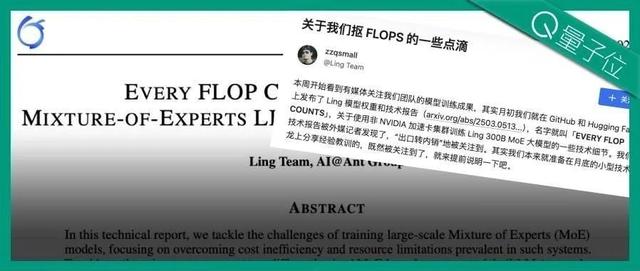 量子位
关于我们抠 FLOPS 的一些点滴
zzqsmall
@Ling Team
本周开始看到有媒体关注我们团队的模型训练成果，其实月初我们就在 GitHub 和 Hugging Fa
上发布了 Ling 模型权重和技术报告 (arxiv.org/abs/2503.0513...)，名字就叫「EVERY FLOP
COUNTS」，关于使用非 NVIDIA 加速卡集群训练 Ling 300B MoE 大模型的一些技术细节。我们
技术报告被外媒记者发现了，“出口转内销”地被关注到。其实我们本来就准备在月底的小型技术
龙上分享经验教训的，既然被关注到了，就来提前说明一下吧。
EVERY FLOP C
MIXTURE-OF-EXPERTS LI
Ling Team, AI@Ant Group
ABSTRACT
In this technical report, we tackle the challenges of training large-scale Mixture of Experts (MoE)
models, focusing on overcoming cost inefficiency and resource limitations prevalent in such systems.